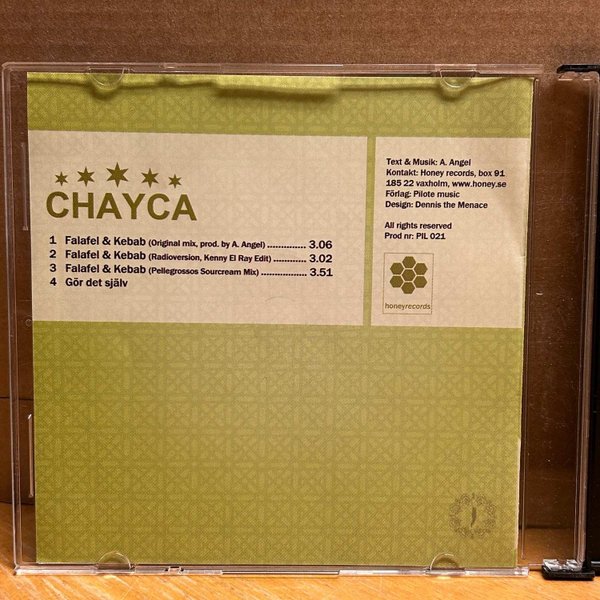 CHAYCA
1 Falafel & Kebab (Original mix, prod. by A. Angel) .............. 3.06
2 Falafel & Kebab (Radioversion, Kenny El Ray Edit) ............ 3.02
3 Falafel & Kebab (Pellegrossos Sourcream Mix) ................. 3.51
4 Gör det själv
Text & Musik: A. Angel
Kontakt: Honey records, box 91
185 22 vaxholm, www.honey.se
Förlag: Pilote music
Design: Dennis the Menace
All rights reserved
Prod nr: PIL 021
honeyrecords